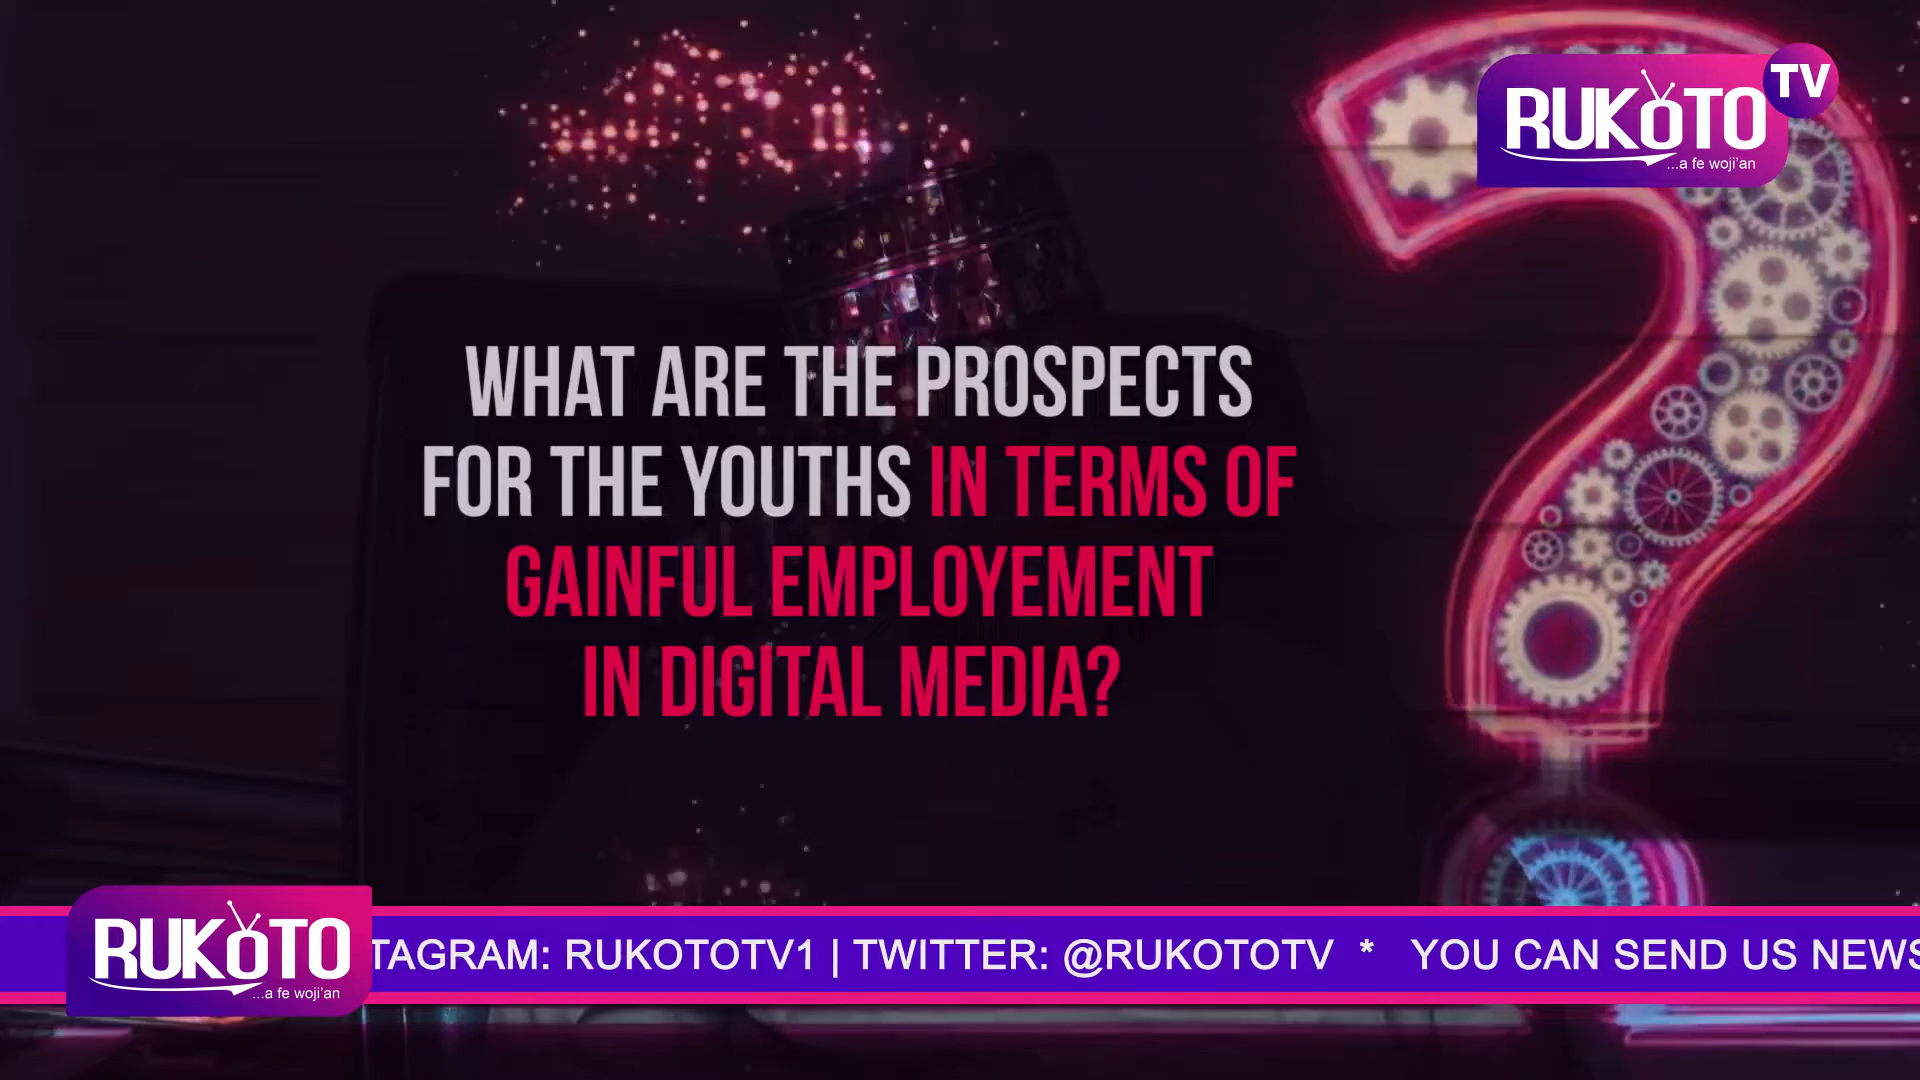 RUKOTO TV
...a fe woji'an
WHAT ARE THE PROSPECTS
FOR THE YOUTHS IN TERMS OF
GAINFUL EMPLOYEMENT
IN DIGITAL MEDIA?
RUKOTO
...a fe woji'an
TAGRAM: RUKOTOTV1 | TWITTER: @RUKOTOTV * YOU CAN SEND US NEWS